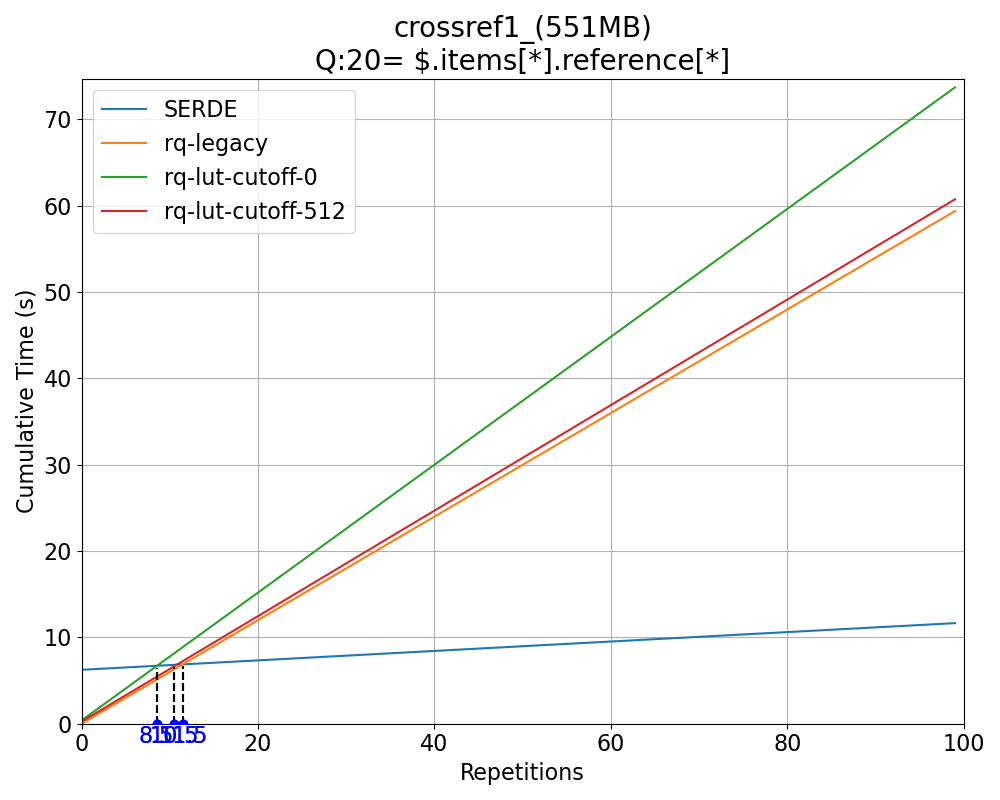 crossref1_(551MB)
Q:20= $.items[*].reference[*]
SERDE
rq-legacy
rq-lut-cutoff-0
rq-lut-cutoff-512
Cumulative Time (s)
70
60
50
40
30
20
10
0
0 20 40 60 80 100
Repetitions